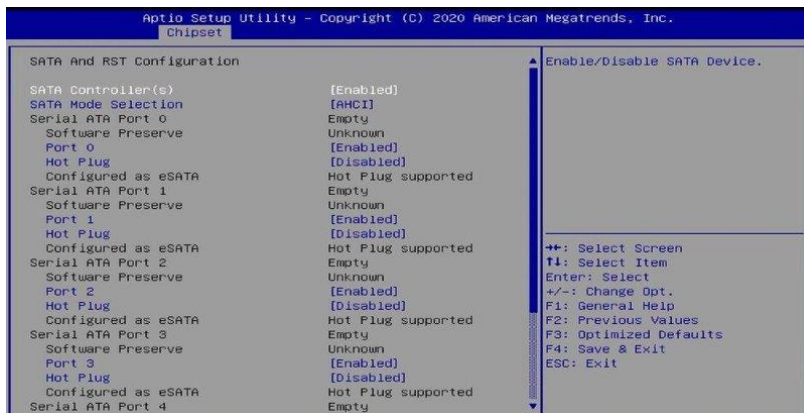 Aptio Setup Utility – Copyright (C) 2020 American Megatrends, Inc.
Chipset
SATA And RST Configuration
SATA Controller(s) [Enabled]
SATA Mode Selection [AHCI]
Serial ATA Port 0 Empty
Software Preserve Unknown
Port 0 [Enabled]
Hot Plug [Disabled]
Configured as eSATA Hot Plug supported
Serial ATA Port 1 Empty
Software Preserve Unknown
Port 1 [Enabled]
Hot Plug [Disabled]
Configured as eSATA Hot Plug supported
Serial ATA Port 2 Empty
Software Preserve Unknown
Port 2 [Enabled]
Hot Plug [Disabled]
Configured as eSATA Hot Plug supported
Serial ATA Port 3 Empty
Software Preserve Unknown
Port 3 [Enabled]
Hot Plug [Disabled]
Configured as eSATA Hot Plug supported
Serial ATA Port 4 Empty
Enable/Disable SATA Device.
→←: Select Screen
↑↓: Select Item
Enter: Select
+/-: Change Opt.
F1: General Help
F2: Previous Values
F3: Optimized Defaults
F4: Save & Exit
ESC: Exit